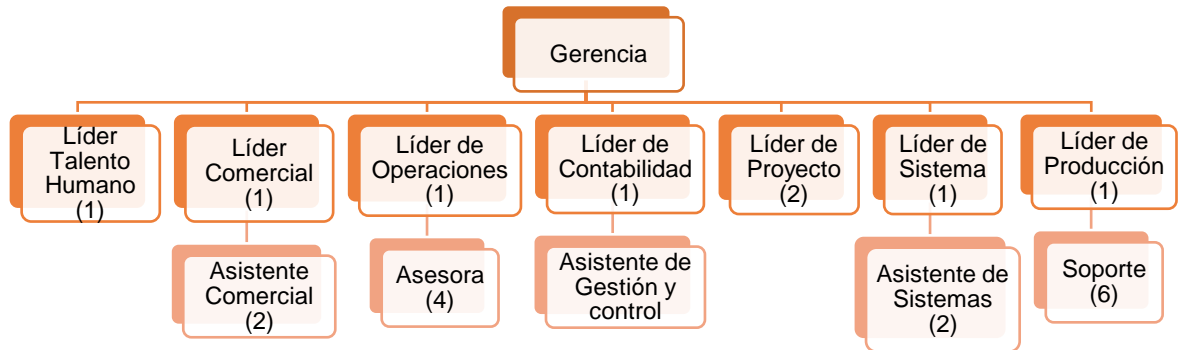 Gerencia
Líder
Talento
Humano
(1)
Líder
Comercial
(1)
Líder de
Operaciones
(1)
Líder de
Contabilidad
(1)
Líder de
Proyecto
(2)
Líder de
Sistema
(1)
Líder de
Producción
(1)
Asistente
Comercial
(2)
Asesora
(4)
Asistente de
Gestión y
control
Asistente de
Sistemas
(2)
Soporte
(6)